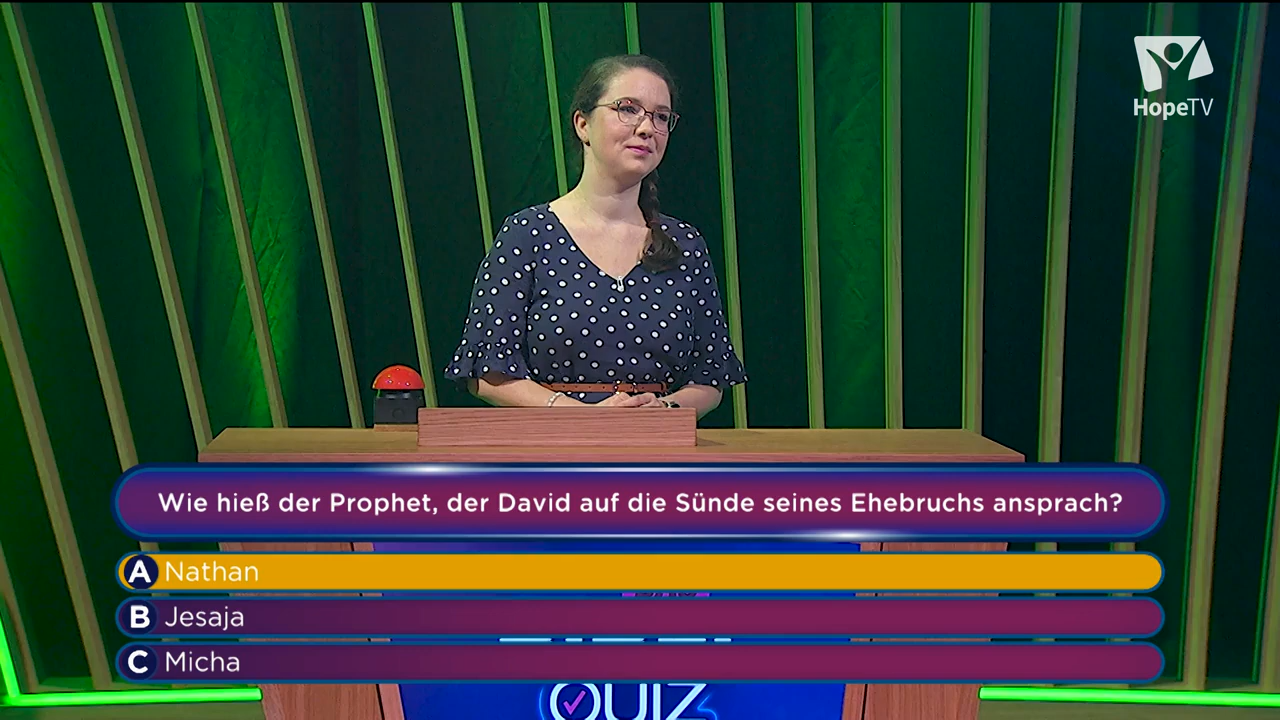 HopeTV
Wie hieß der Prophet, der David auf die Sünde seines Ehebruchs ansprach?
A Nathan
B Jesaja
C Micha
QUIZ